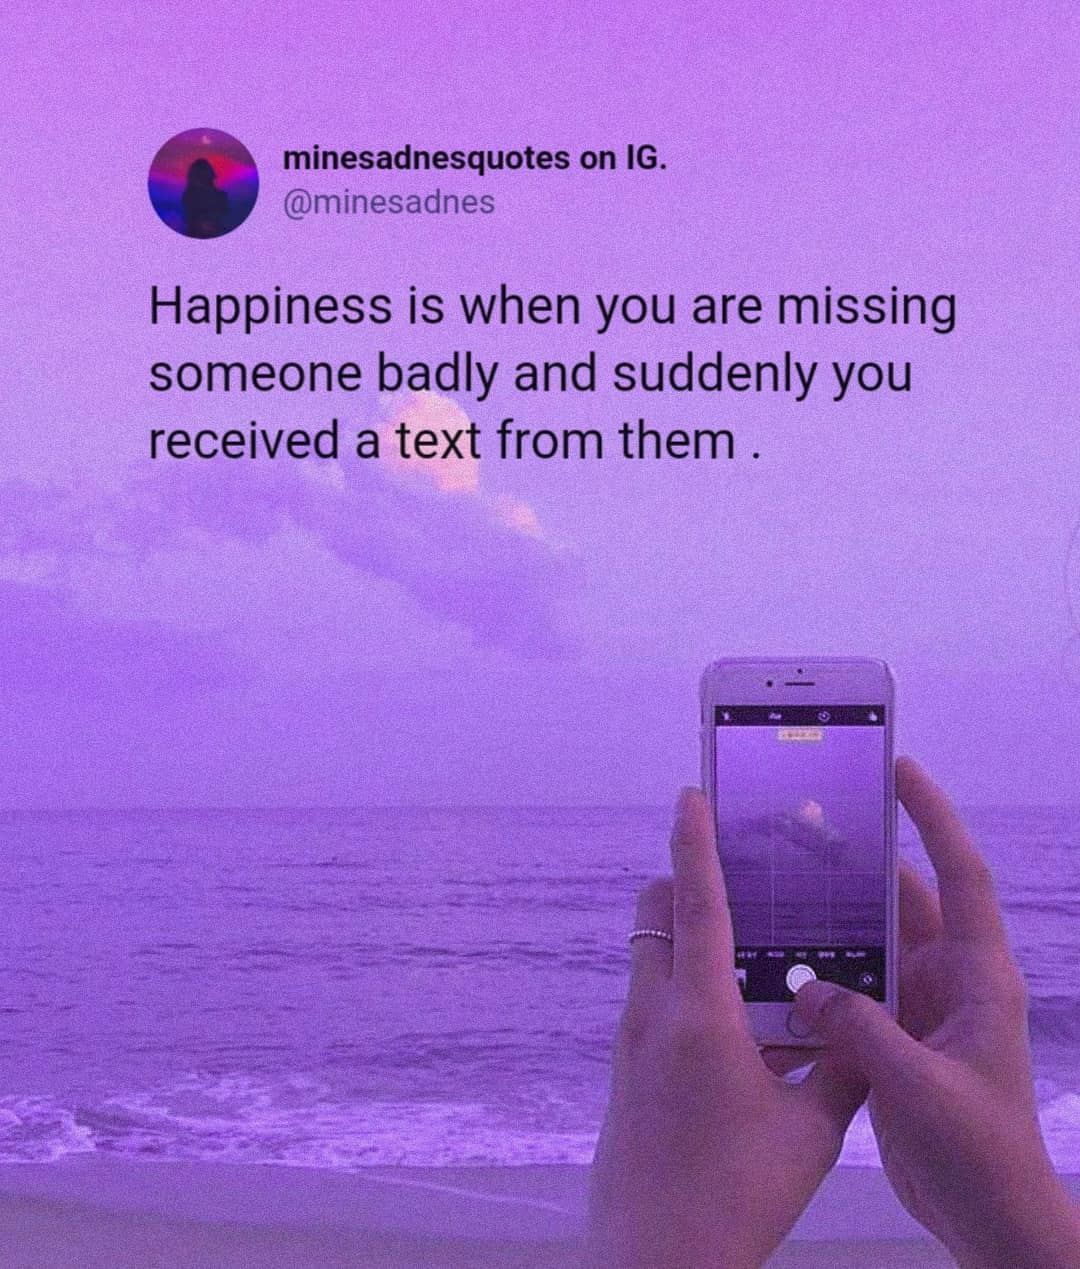 minesadnesquotes on IG.
@minesadnes
Happiness is when you are missing
someone badly and suddenly you
received a text from them .